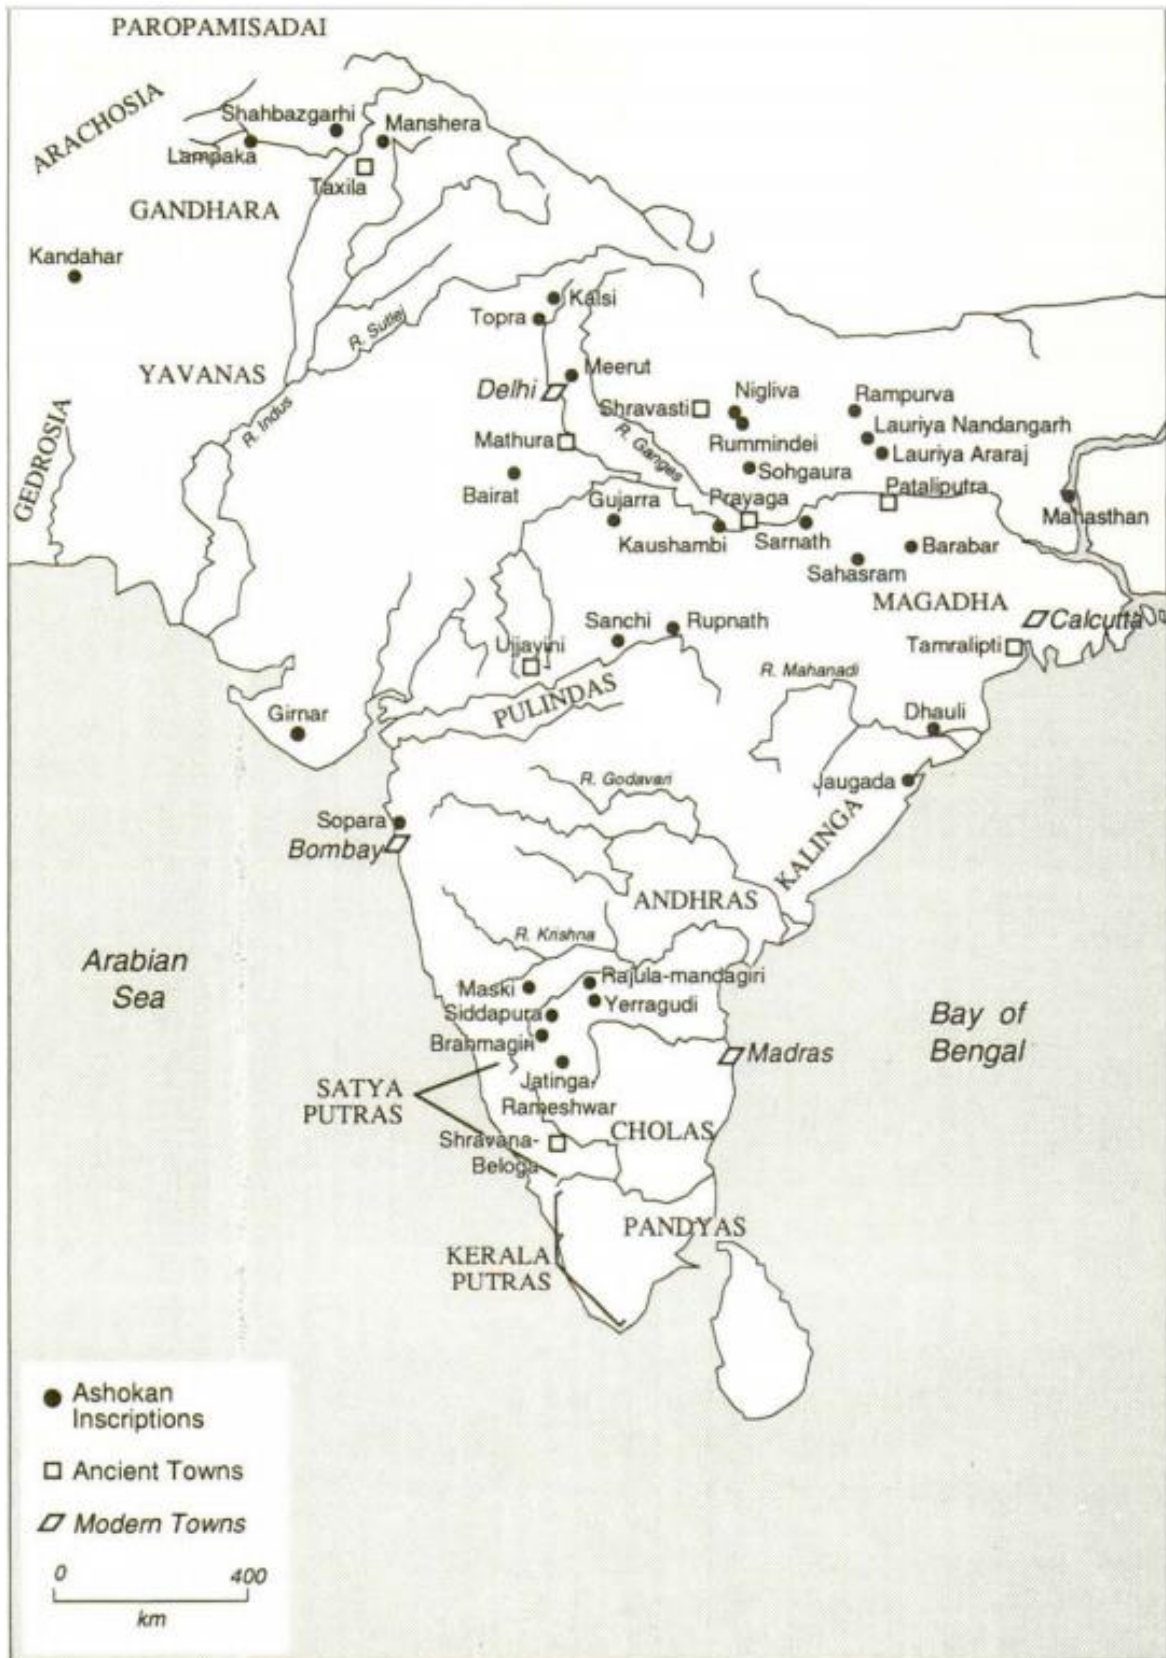 PAROPAMISADAI
ARACHOSIA
Shahbazgarhi
Manshera
Lampaka
Taxila
GANDHARA
Kandahar
Kalsi
Topra
R. Sutlej
YAVANAS
Meerut
Delhi
Nigliva
Rampurva
Shravasti
GEDROSIA
R. Indus
Lauriya Nandangarh
Mathura
R. Ganges
Rummindei
Lauriya Araraj
Sohgaura
Bairat
Pataliputra
Gujarra
Prayaga
Mahasthan
Kaushambi
Sarnath
Barabar
Sahasram
MAGADHA
Calcutta
Sanchi
Rupnath
Ujjayini
Tamralipti
R. Mahanadi
PULINDAS
Girnar
Dhauli
R. Godavari
Jaugada
Sopara
Bombay
KALINGA
ANDHRAS
R. Krishna
Arabian
Sea
Rajula-mandagiri
Maski
Yerragudi
Siddapura
Bay of
Bengal
Brahmagiri
Madras
Jatinga-
Rameshwar
SATYA
PUTRAS
CHOLAS
Shravana-
Beloga
PANDYAS
KERALA
PUTRAS
Ashokan
Inscriptions
Ancient Towns
Modern Towns
0 400
km